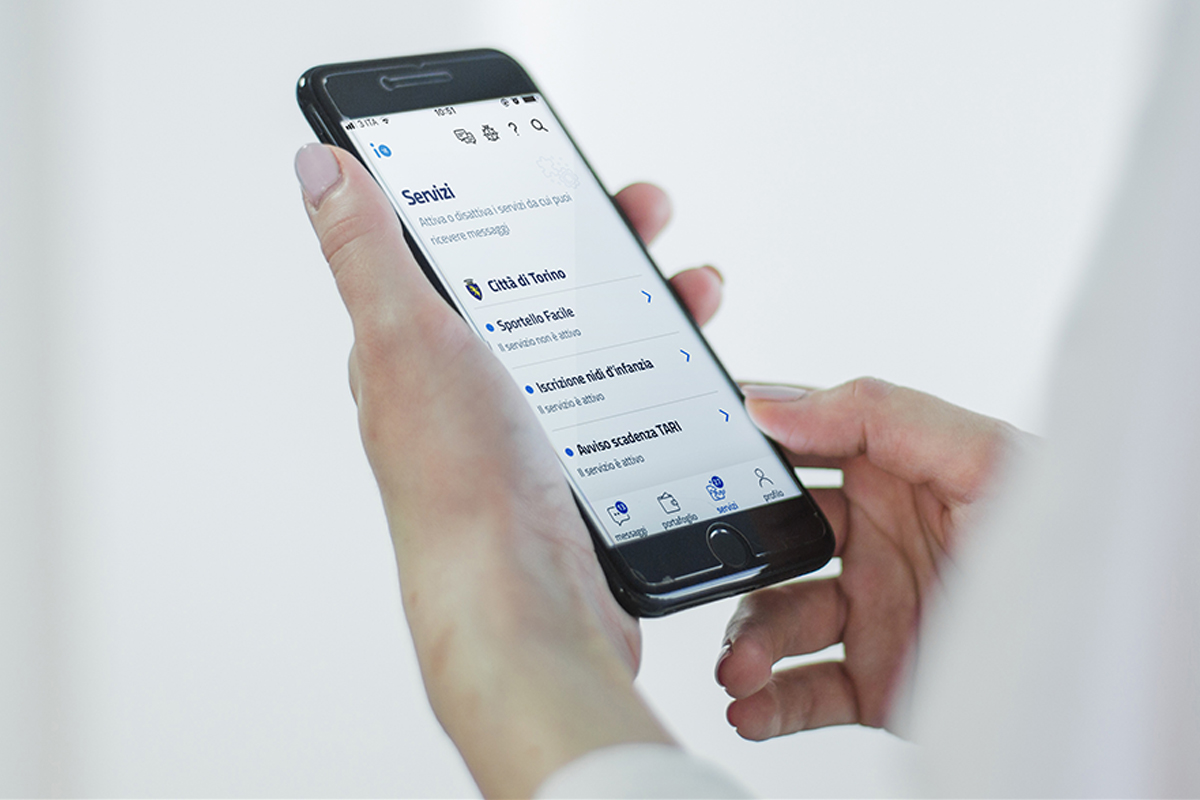 3 ITA
10:51
io
?
Servizi
Attiva o disattiva i servizi da cui puoi
ricevere messaggi
Città di Torino
Sportello Facile
Il servizio non è attivo
Iscrizione nidi d'infanzia
Il servizio è attivo
Avviso scadenza TARI
Il servizio è attivo
messaggi
portafoglio
servizi
profilo